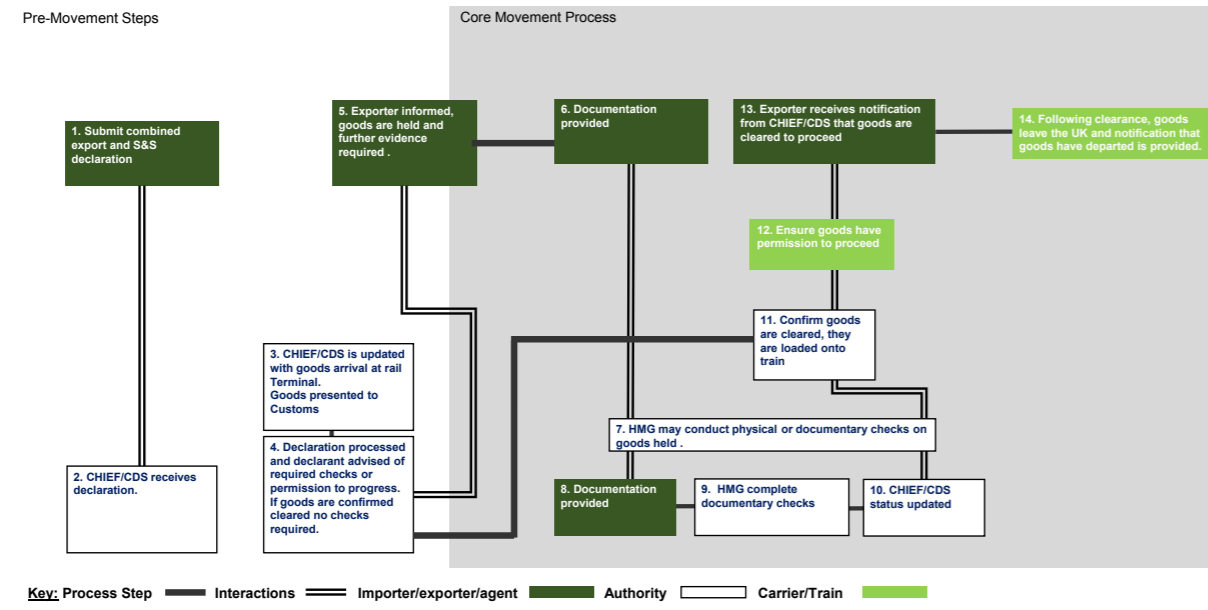 Pre-Movement Steps
Core Movement Process
1. Submit combined
export and S&S
declaration
2. CHIEF/CDS receives
declaration.
3. CHIEF/CDS is updated
with goods arrival at rail
Terminal.
Goods presented to
Customs
4. Declaration processed
and declarant advised of
required checks or
permission to progress.
If goods are confirmed
cleared no checks
required.
5. Exporter informed,
goods are held and
further evidence
required .
6. Documentation
provided
7. HMG may conduct physical or documentary checks on
goods held .
8. Documentation
provided
9. HMG complete
documentary checks
10. CHIEF/CDS
status updated
11. Confirm goods
are cleared, they
are loaded onto
train
12. Ensure goods have
permission to proceed
13. Exporter receives notification
from CHIEF/CDS that goods are
cleared to proceed
14. Following clearance, goods
leave the UK and notification that
goods have departed is provided.
Key: Process Step Interactions Importer/exporter/agent Authority Carrier/Train